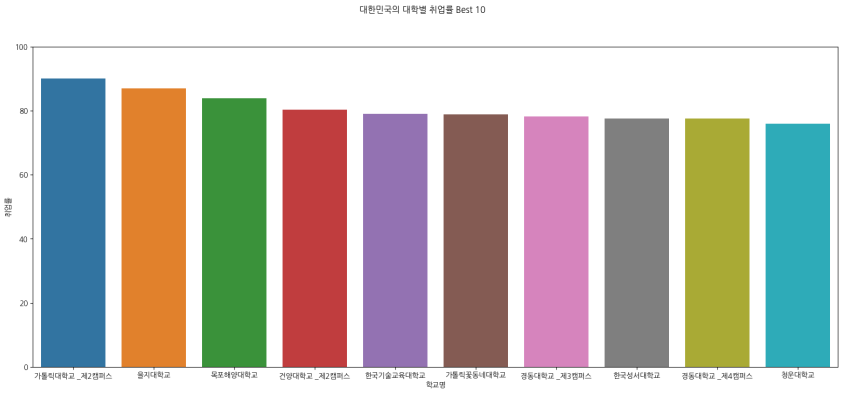 대한민국의 대학별 취업률 Best 10
100
80
60
40
20
0
취업률
가톨릭대학교 _제2캠퍼스
을지대학교
목포해양대학교
건양대학교 _제2캠퍼스
한국기술교육대학교
가톨릭꽃동네대학교
경동대학교 _제3캠퍼스
한국성서대학교
경동대학교 _제4캠퍼스
청운대학교
학교명